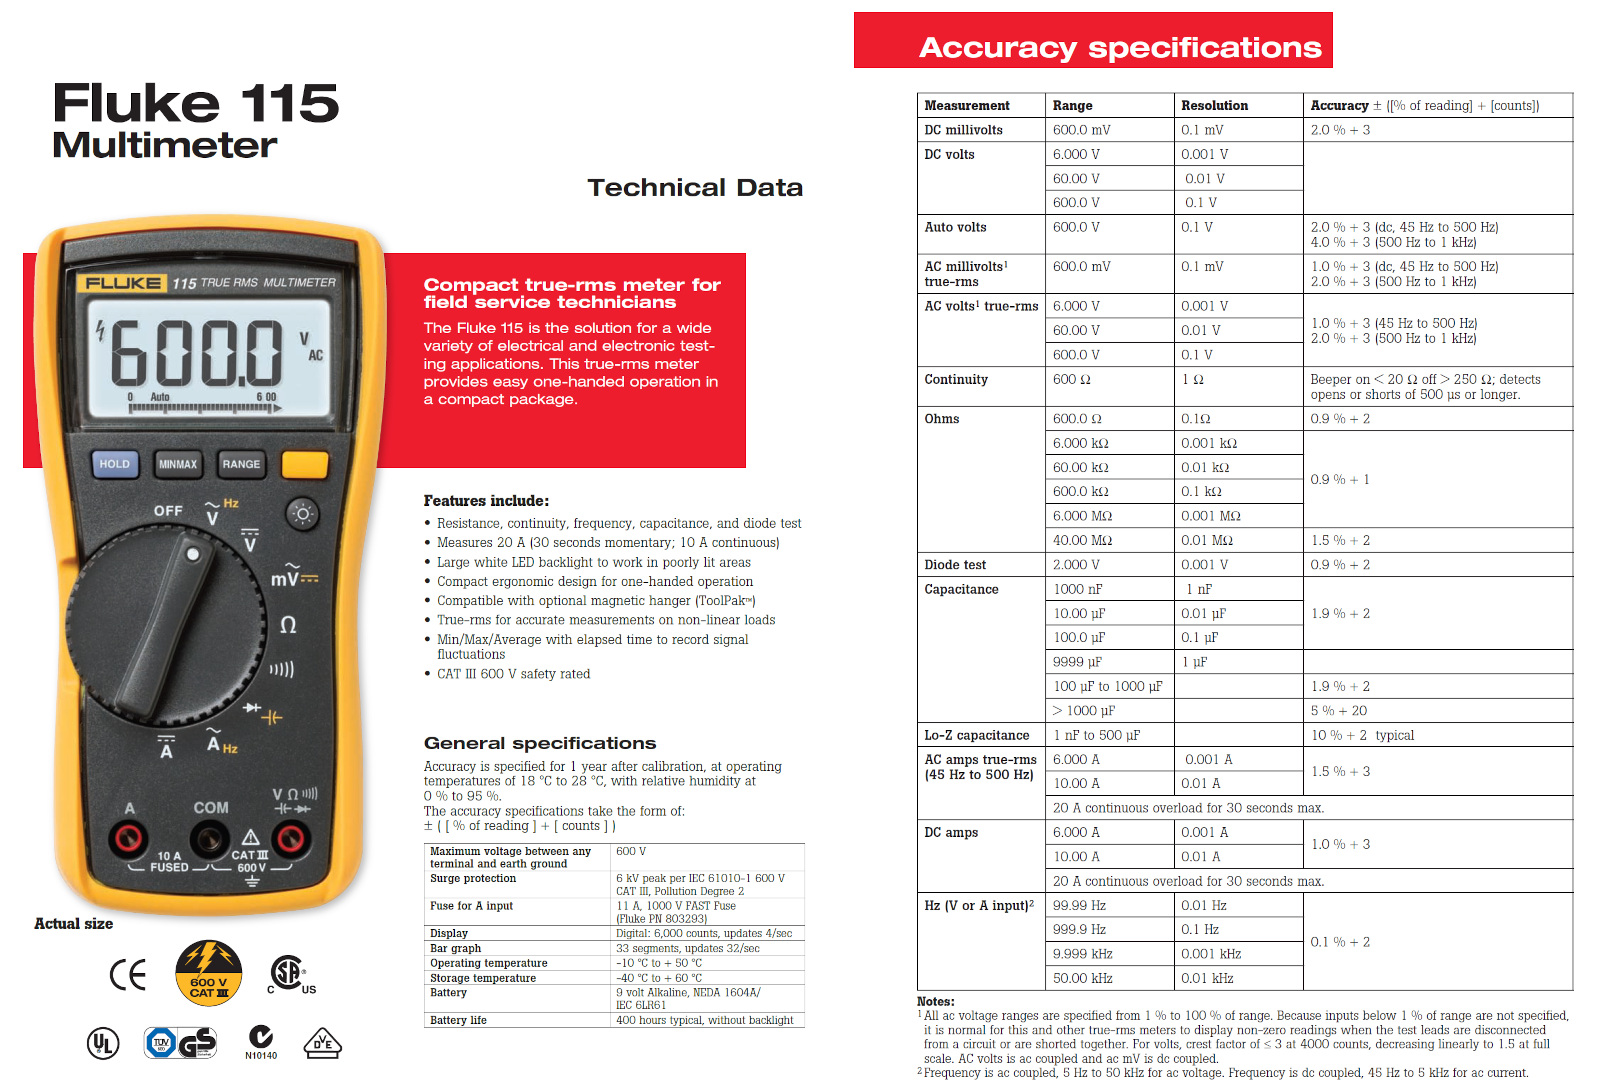 Fluke 115
Multimeter
Technical Data
FLUKE 115 TRUE RMS MULTIMETER
600.0 V
AC
0 Auto 6 00
HOLD MINMAX RANGE
OFF
V Hz
V
mV
Ω
A
A Hz
A COM V Ω
10 A
FUSED
CAT III
600 V
Compact true-rms meter for
field service technicians
The Fluke 115 is the solution for a wide
variety of electrical and electronic test-
ing applications. This true-rms meter
provides easy one-handed operation in
a compact package.
Features include:
• Resistance, continuity, frequency, capacitance, and diode test
• Measures 20 A (30 seconds momentary; 10 A continuous)
• Large white LED backlight to work in poorly lit areas
• Compact ergonomic design for one-handed operation
• Compatible with optional magnetic hanger (ToolPak™)
• True-rms for accurate measurements on non-linear loads
• Min/Max/Average with elapsed time to record signal
fluctuations
• CAT III 600 V safety rated
Actual size
CE
600 V
CAT III
CSA ®
C US
UL
TÜV
GS
N10140
DVE
General specifications
Accuracy is specified for 1 year after calibration, at operating
temperatures of 18 °C to 28 °C, with relative humidity at
0 % to 95 %.
The accuracy specifications take the form of:
± ( [ % of reading ] + [ counts ] )
Maximum voltage between any 600 V
terminal and earth ground
Surge protection 6 kV peak per IEC 61010-1 600 V
CAT III, Pollution Degree 2
Fuse for A input 11 A, 1000 V FAST Fuse
(Fluke PN 803293)
Display Digital: 6,000 counts, updates 4/sec
Bar graph 33 segments, updates 32/sec
Operating temperature -10 °C to + 50 °C
Storage temperature -40 °C to + 60 °C
Battery 9 volt Alkaline, NEDA 1604A/
IEC 6LR61
Battery life 400 hours typical, without backlight
Accuracy specifications
Measurement Range Resolution Accuracy ± ([% of reading] + [counts])
DC millivolts 600.0 mV 0.1 mV 2.0 % + 3
DC volts 6.000 V 0.001 V
60.00 V 0.01 V
600.0 V 0.1 V
Auto volts 600.0 V 0.1 V 2.0 % + 3 (dc, 45 Hz to 500 Hz)
4.0 % + 3 (500 Hz to 1 kHz)
AC millivolts¹ 600.0 mV 0.1 mV 1.0 % + 3 (dc, 45 Hz to 500 Hz)
true-rms 2.0 % + 3 (500 Hz to 1 kHz)
AC volts¹ true-rms 6.000 V 0.001 V
60.00 V 0.01 V 1.0 % + 3 (45 Hz to 500 Hz)
2.0 % + 3 (500 Hz to 1 kHz)
600.0 V 0.1 V
Continuity 600 Ω 1 Ω Beeper on < 20 Ω off > 250 Ω; detects
opens or shorts of 500 µs or longer.
Ohms 600.0 Ω 0.1Ω 0.9 % + 2
6.000 kΩ 0.001 kΩ
60.00 kΩ 0.01 kΩ
0.9 % + 1
600.0 kΩ 0.1 kΩ
6.000 MΩ 0.001 MΩ
40.00 MΩ 0.01 MΩ 1.5 % + 2
Diode test 2.000 V 0.001 V 0.9 % + 2
Capacitance 1000 nF 1 nF
10.00 µF 0.01 µF 1.9 % + 2
100.0 µF 0.1 µF
9999 µF 1 µF
100 µF to 1000 µF 1.9 % + 2
> 1000 µF 5 % + 20
Lo-Z capacitance 1 nF to 500 µF 10 % + 2 typical
AC amps true-rms 6.000 A 0.001 A
(45 Hz to 500 Hz) 1.5 % + 3
10.00 A 0.01 A
20 A continuous overload for 30 seconds max.
DC amps 6.000 A 0.001 A
1.0 % + 3
10.00 A 0.01 A
20 A continuous overload for 30 seconds max.
Hz (V or A input)² 99.99 Hz 0.01 Hz
999.9 Hz 0.1 Hz
0.1 % + 2
9.999 kHz 0.001 kHz
50.00 kHz 0.01 kHz
Notes:
¹ All ac voltage ranges are specified from 1 % to 100 % of range. Because inputs below 1 % of range are not specified,
it is normal for this and other true-rms meters to display non-zero readings when the test leads are disconnected
from a circuit or are shorted together. For volts, crest factor of ≤ 3 at 4000 counts, decreasing linearly to 1.5 at full
scale. AC volts is ac coupled and ac mV is dc coupled.
² Frequency is ac coupled, 5 Hz to 50 kHz for ac voltage. Frequency is dc coupled, 45 Hz to 5 kHz for ac current.